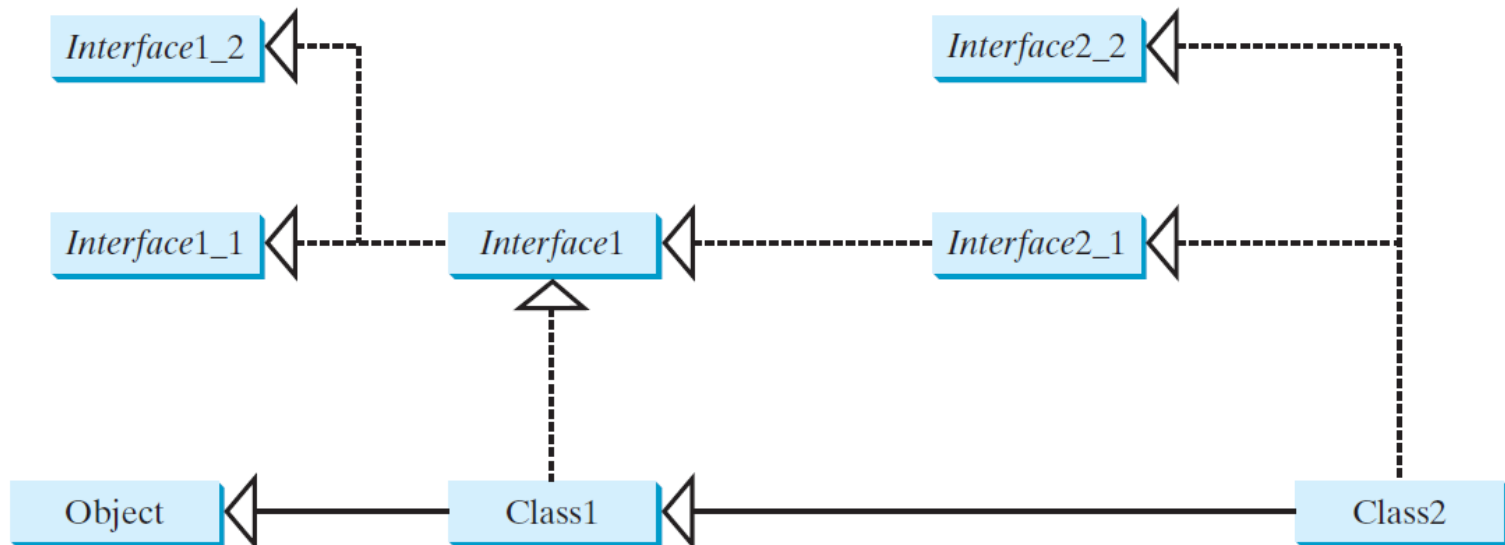 Interface1_2
Interface2_2
Interface1_1
Interface1
Interface2_1
Object
Class1
Class2